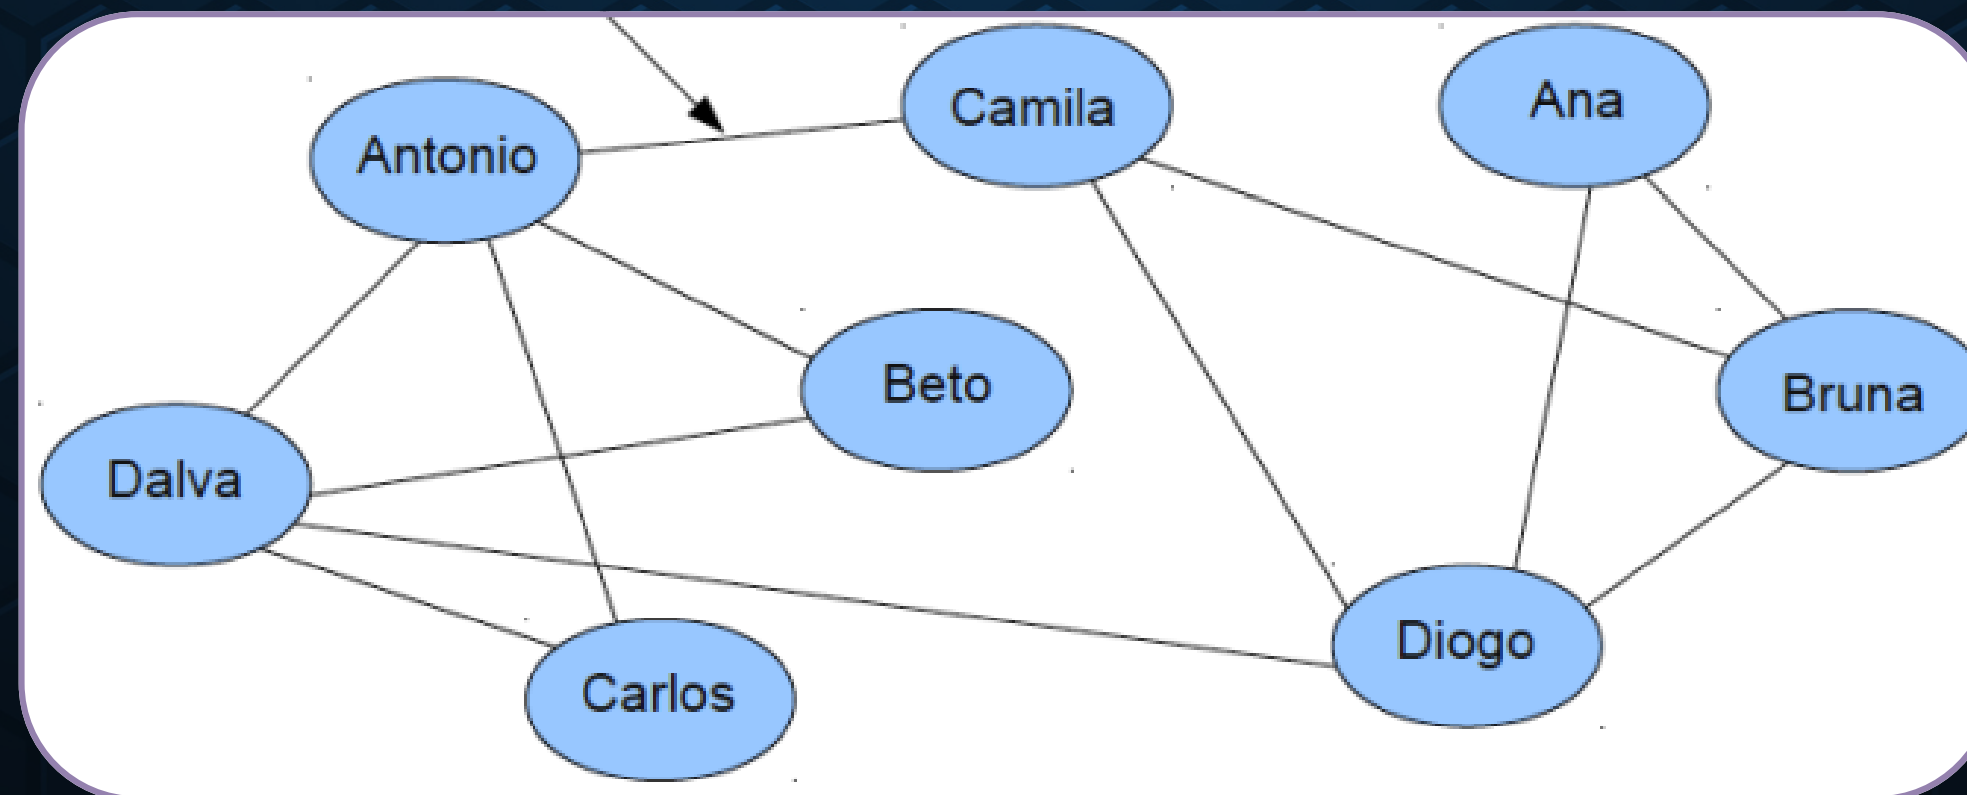 Antonio
Camila
Ana
Beto
Bruna
Dalva
Carlos
Diogo